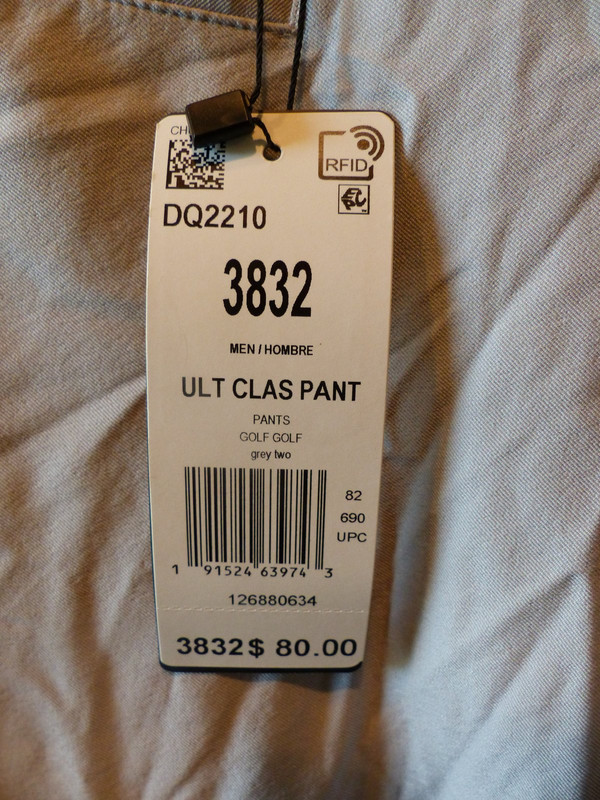 RFID
DQ2210
3832
MEN / HOMBRE
ULT CLAS PANT
PANTS
GOLF GOLF
grey two
82
690
UPC
1 91524 63974 3
126880634
3832 $ 80.00